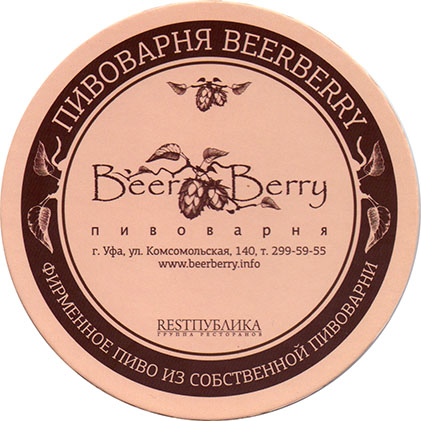 ПИВОВАРНЯ BEERBERRY
Beer Berry
пивоварня
г. Уфа, ул. Комсомольская, 140, т. 299-59-55
www.beerberry.info
RESTПУБЛИКА
ГРУППА РЕСТОРАНОВ
ФИРМЕННОЕ ПИВО ИЗ СОБСТВЕННОЙ ПИВОВАРНИ